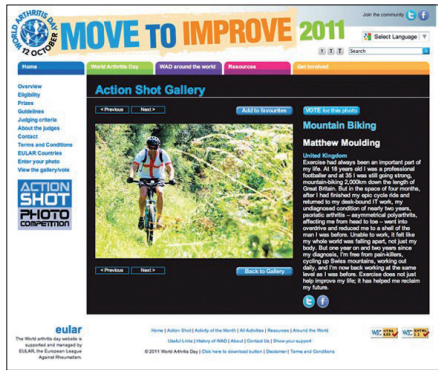 WORLD ARTHRITIS DAY
12 OCTOBER
MOVE TO IMPROVE 2011
Join the community
Select Language
T T T Search
Home
World Arthritis Day
WAD around the world
Resources
Get involved
Overview
Eligibility
Prizes
Guidelines
Judging criteria
About the judges
Contact
Terms and Conditions
EULAR Countries
Enter your photo
View the gallery/vote
ACTION
SHOT
PHOTO
COMPETITION
Action Shot Gallery
< Previous
Next >
Add to favourites
VOTE for this photo
Mountain Biking
Matthew Moulding
United Kingdom
Exercise had always been an important part of
my life. At 18 years old I was a professional
footballer and at 35 I was still going strong,
mountain-biking 2,000km down the length of
Great Britain. But in the space of four months,
after I had finished my epic cycle ride and
returned to my desk-bound IT work, my
undiagnosed condition of nearly two years,
psoriatic arthritis – asymmetrical polyarthritis,
affecting me from head to toe – went into
overdrive and reduced me to a shell of the
man I was before. Unable to work, it felt like
my whole world was falling apart, not just my
body. But one year on and two years since
my diagnosis, I'm free from pain-killers,
cycling up Swiss mountains, working out
daily, and I'm now back working at the same
level as I was before. Exercise does not just
help improve my life; it has helped me reclaim
my future.
< Previous
Next >
Back to Gallery
eular
The World arthritis day website is
supported and managed by
EULAR, the European League
Against Rheumatism.
Home | Action Shot | Activity of the Month | All Activities | Resources | Around the World
Useful Links | History of WAD | About | Contact Us | Show your support
© 2011 World Arthritis Day | Click here to download button | Disclaimer | Terms and Conditions
W3C
W3C